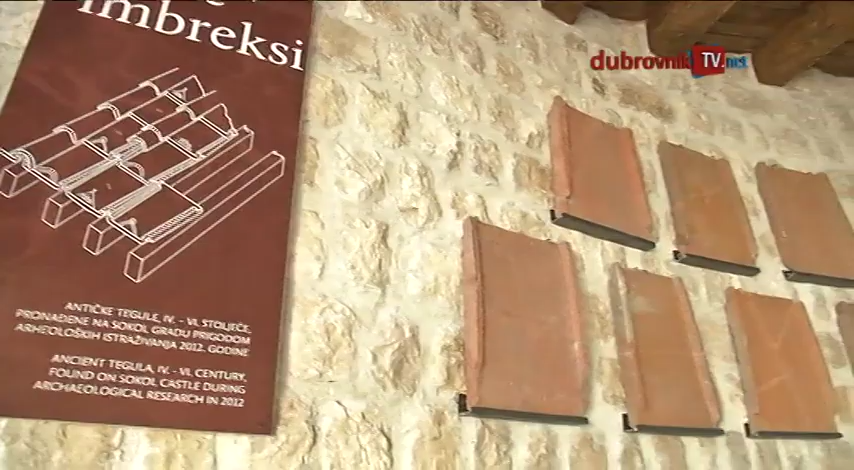 imbreksi
DubrovnikTV.net
ANTIČKE TEGULE, IV. - VI. STOLJEĆE,
PRONAĐENE NA SOKOL GRADU PRIGODOM
ARHEOLOŠKIH ISTRAŽIVANJA 2012. GODINE
ANCIENT TEGULAE, IV. - VI. CENTURY,
FOUND ON SOKOL CASTLE DURING
ARCHAEOLOGICAL RESEARCH IN 2012.